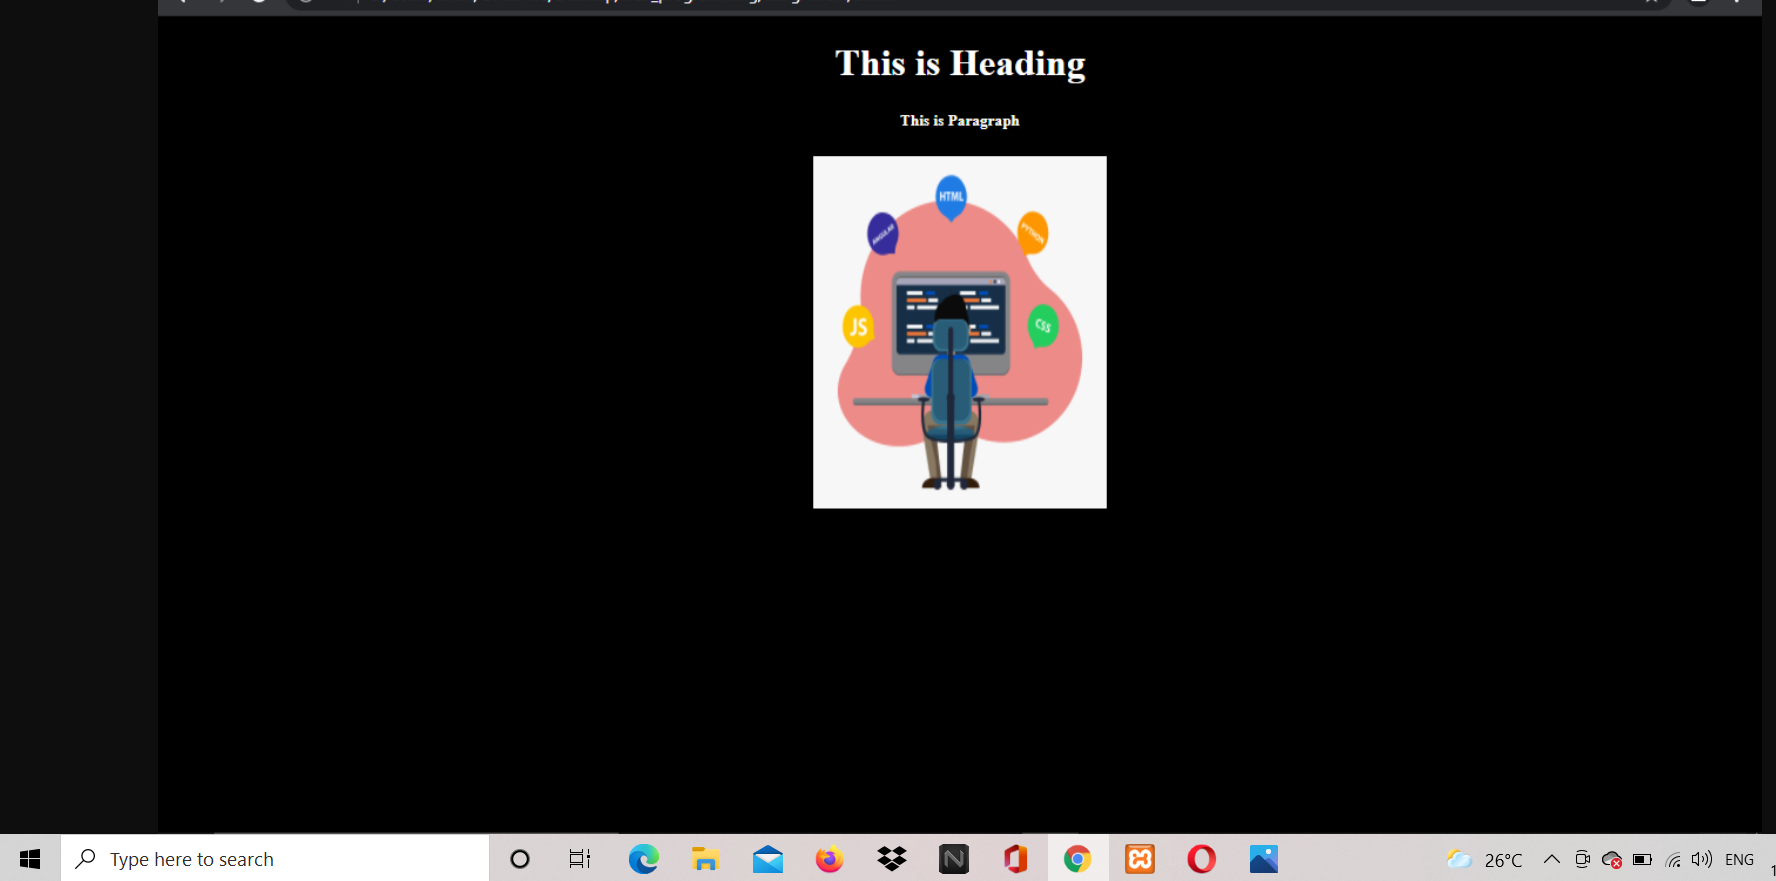 This is Heading
This is Paragraph
HTML
ANGULAR
PYTHON
JS
CSS
Type here to search
26°C
ENG